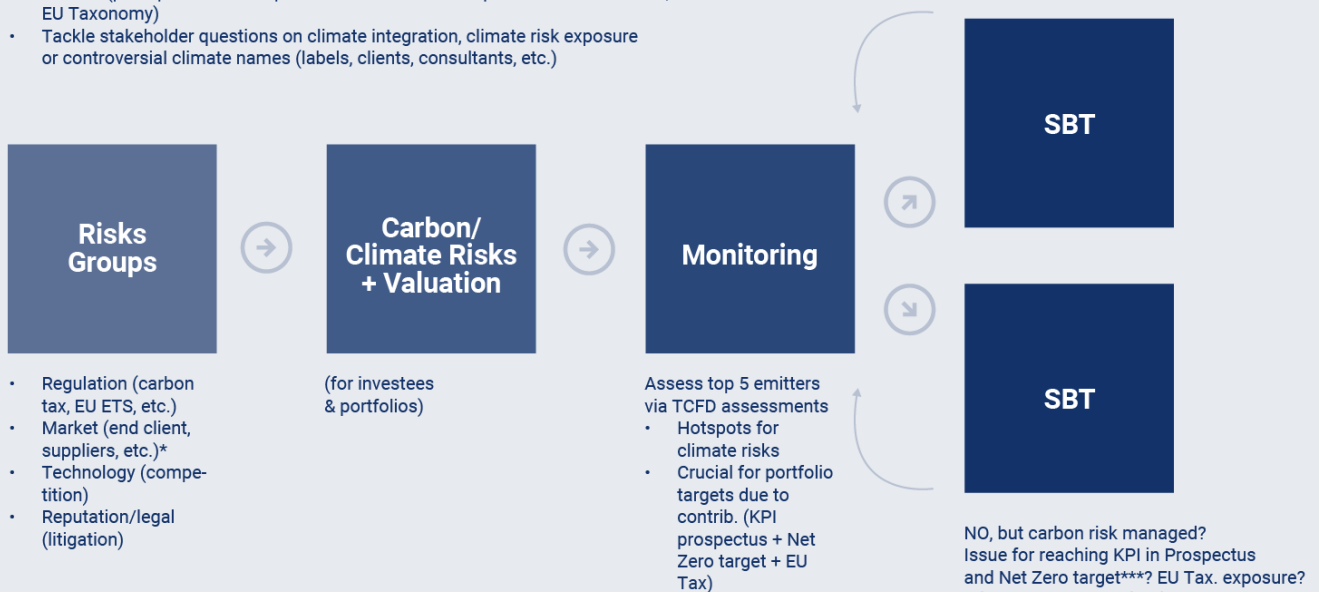 EU Taxonomy)
• Tackle stakeholder questions on climate integration, climate risk exposure
or controversial climate names (labels, clients, consultants, etc.)
SBT
Risks
Groups
Carbon/
Climate Risks
+ Valuation
Monitoring
SBT
• Regulation (carbon
tax, EU ETS, etc.)
• Market (end client,
suppliers, etc.)*
• Technology (compe-
tition)
• Reputation/legal
(litigation)
(for investees
& portfolios)
Assess top 5 emitters
via TCFD assessments
• Hotspots for
climate risks
• Crucial for portfolio
targets due to
contrib. (KPI
prospectus + Net
Zero target + EU
Tax)
NO, but carbon risk managed?
Issue for reaching KPI in Prospectus
and Net Zero target***? EU Tax. exposure?